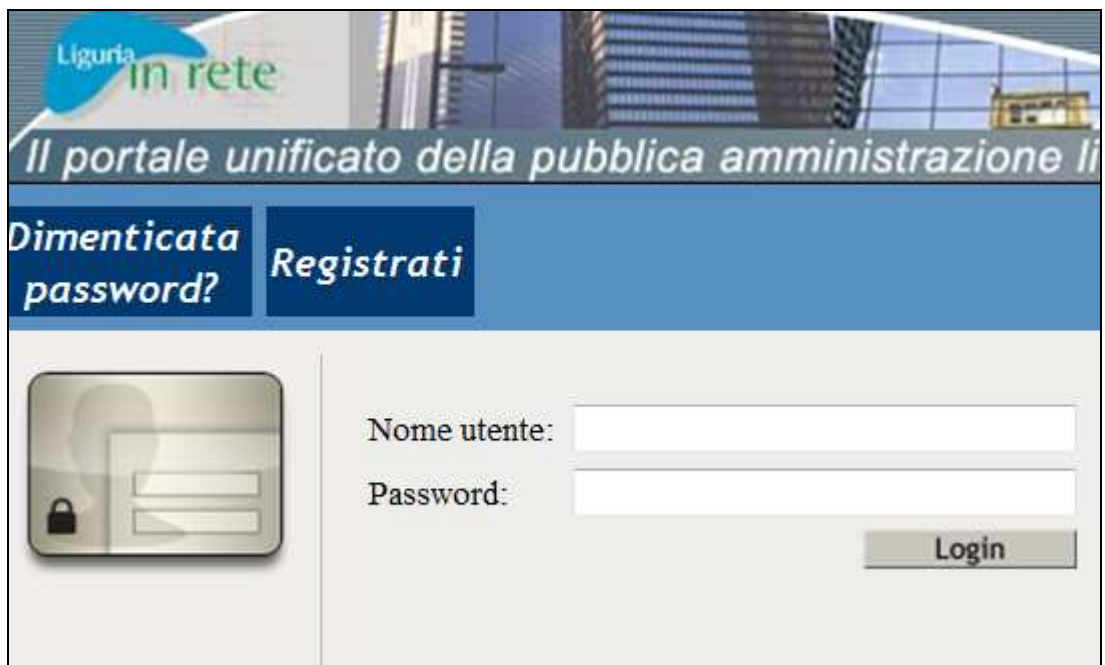 Liguria
in rete
Il portale unificato della pubblica amministrazione li
Dimenticata
password?
Registrati
Nome utente:
Password:
Login